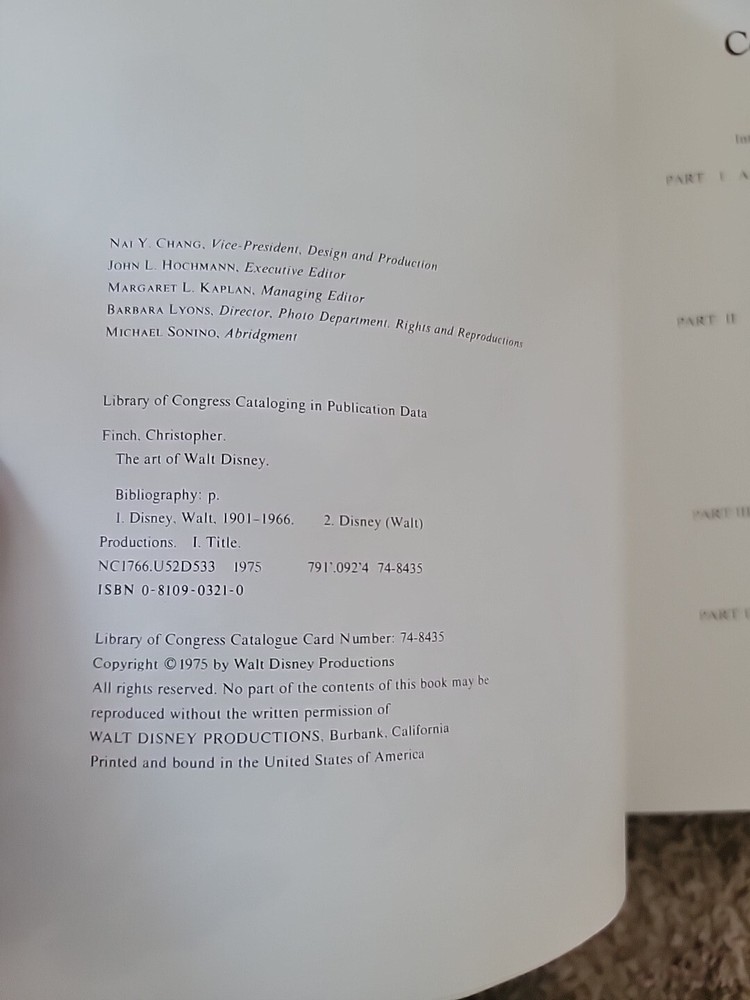 NAI Y. CHANG, Vice-President, Design and Production
JOHN L. HOCHMANN, Executive Editor
MARGARET L. KAPLAN, Managing Editor
BARBARA LYONS, Director, Photo Department, Rights and Reproductions
MICHAEL SONINO, Abridgment
Library of Congress Cataloging in Publication Data
Finch, Christopher.
The art of Walt Disney.
Bibliography: p.
1. Disney, Walt, 1901–1966. 2. Disney (Walt)
Productions. I. Title.
NC1766.U52D533 1975 791'.092'4 74-8435
ISBN 0-8109-0321-0
Library of Congress Catalogue Card Number: 74-8435
Copyright © 1975 by Walt Disney Productions
All rights reserved. No part of the contents of this book may be
reproduced without the written permission of
WALT DISNEY PRODUCTIONS, Burbank, California
Printed and bound in the United States of America
C
PART I A
PART II
PART III
PART